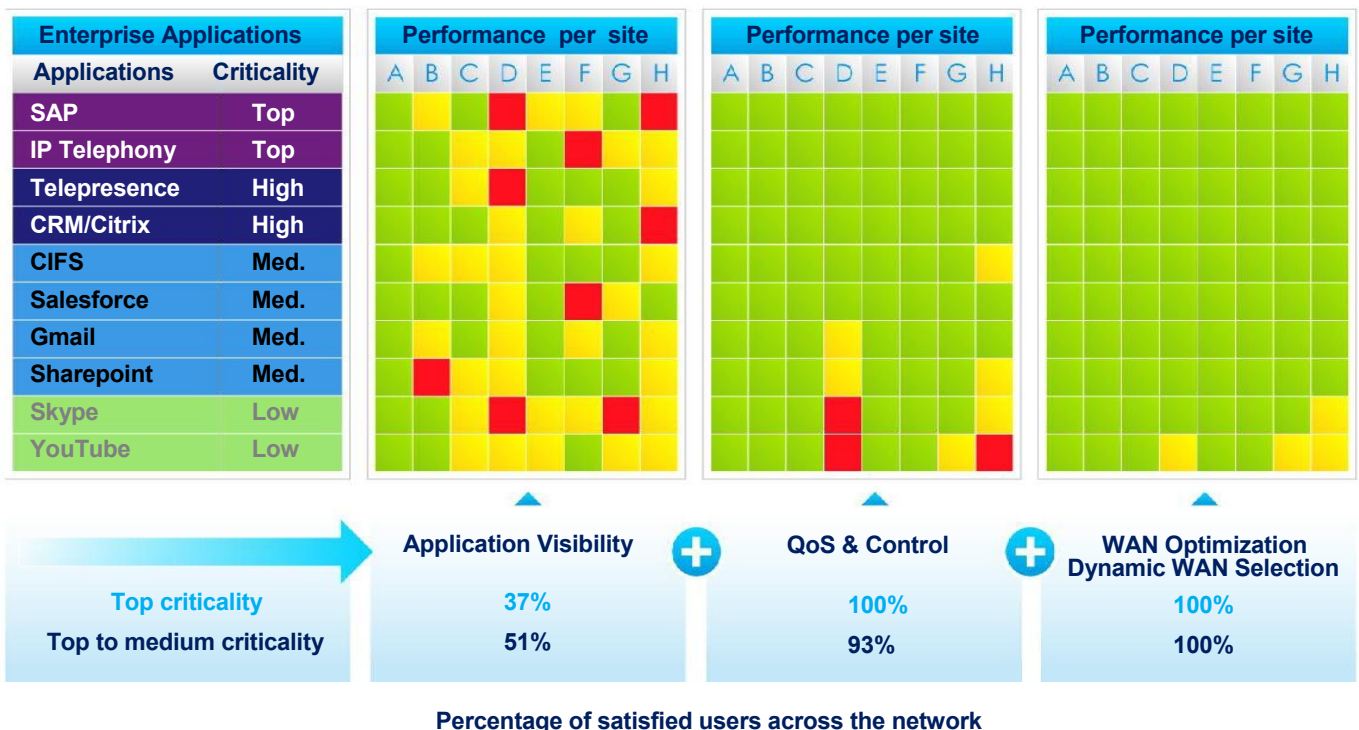 Enterprise Applications
Applications Criticality
SAP Top
IP Telephony Top
Telepresence High
CRM/Citrix High
CIFS Med.
Salesforce Med.
Gmail Med.
Sharepoint Med.
Skype Low
YouTube Low
Performance per site
A B C D E F G H
Performance per site
A B C D E F G H
Performance per site
A B C D E F G H
Application Visibility
QoS & Control
WAN Optimization
Dynamic WAN Selection
Top criticality 37% 100% 100%
Top to medium criticality 51% 93% 100%
Percentage of satisfied users across the network